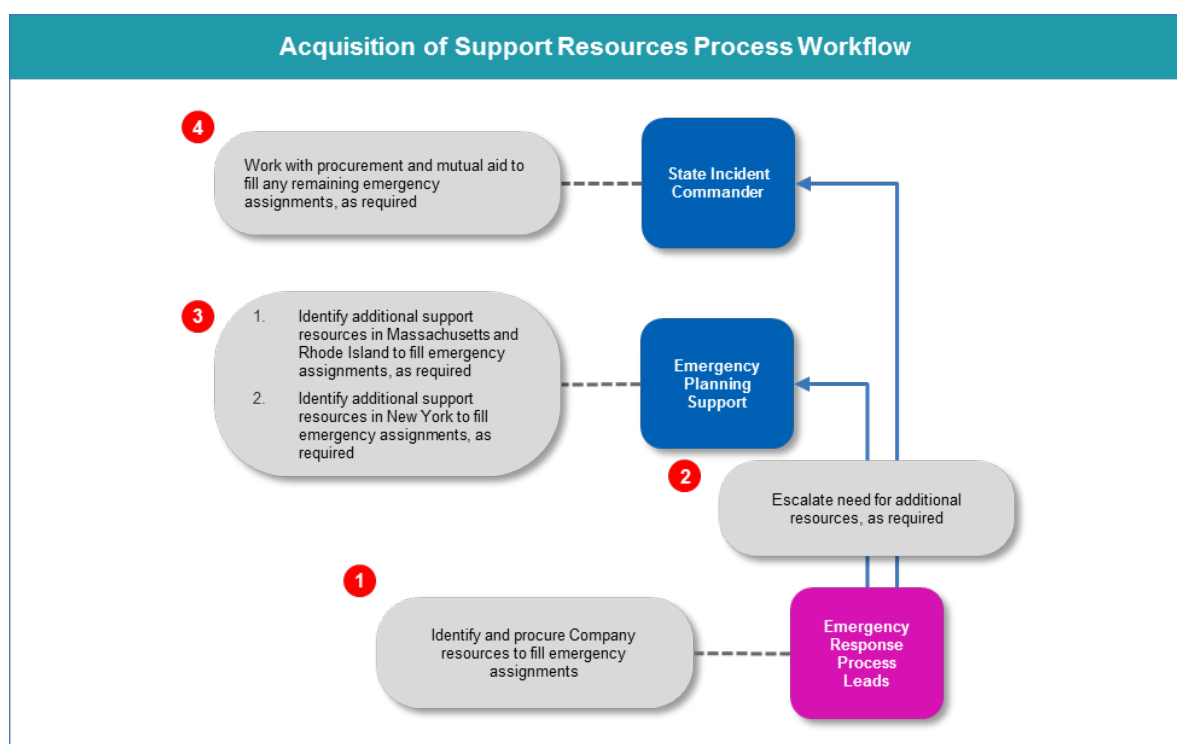 Acquisition of Support Resources Process Workflow
4
Work with procurement and mutual aid to
fill any remaining emergency
assignments, as required
State Incident
Commander
3
1. Identify additional support
resources in Massachusetts and
Rhode Island to fill emergency
assignments, as required
2. Identify additional support
resources in New York to fill
emergency assignments, as
required
Emergency
Planning
Support
2
Escalate need for additional
resources, as required
1
Identify and procure Company
resources to fill emergency
assignments
Emergency
Response
Process
Leads